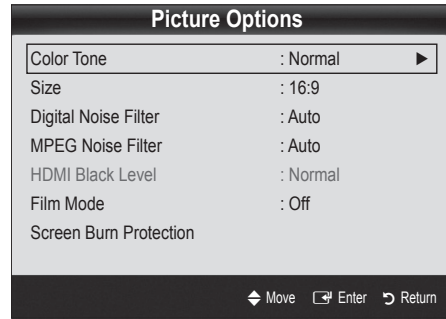 Picture Options
Color Tone : Normal ►
Size : 16:9
Digital Noise Filter : Auto
MPEG Noise Filter : Auto
HDMI Black Level : Normal
Film Mode : Off
Screen Burn Protection
Move Enter Return